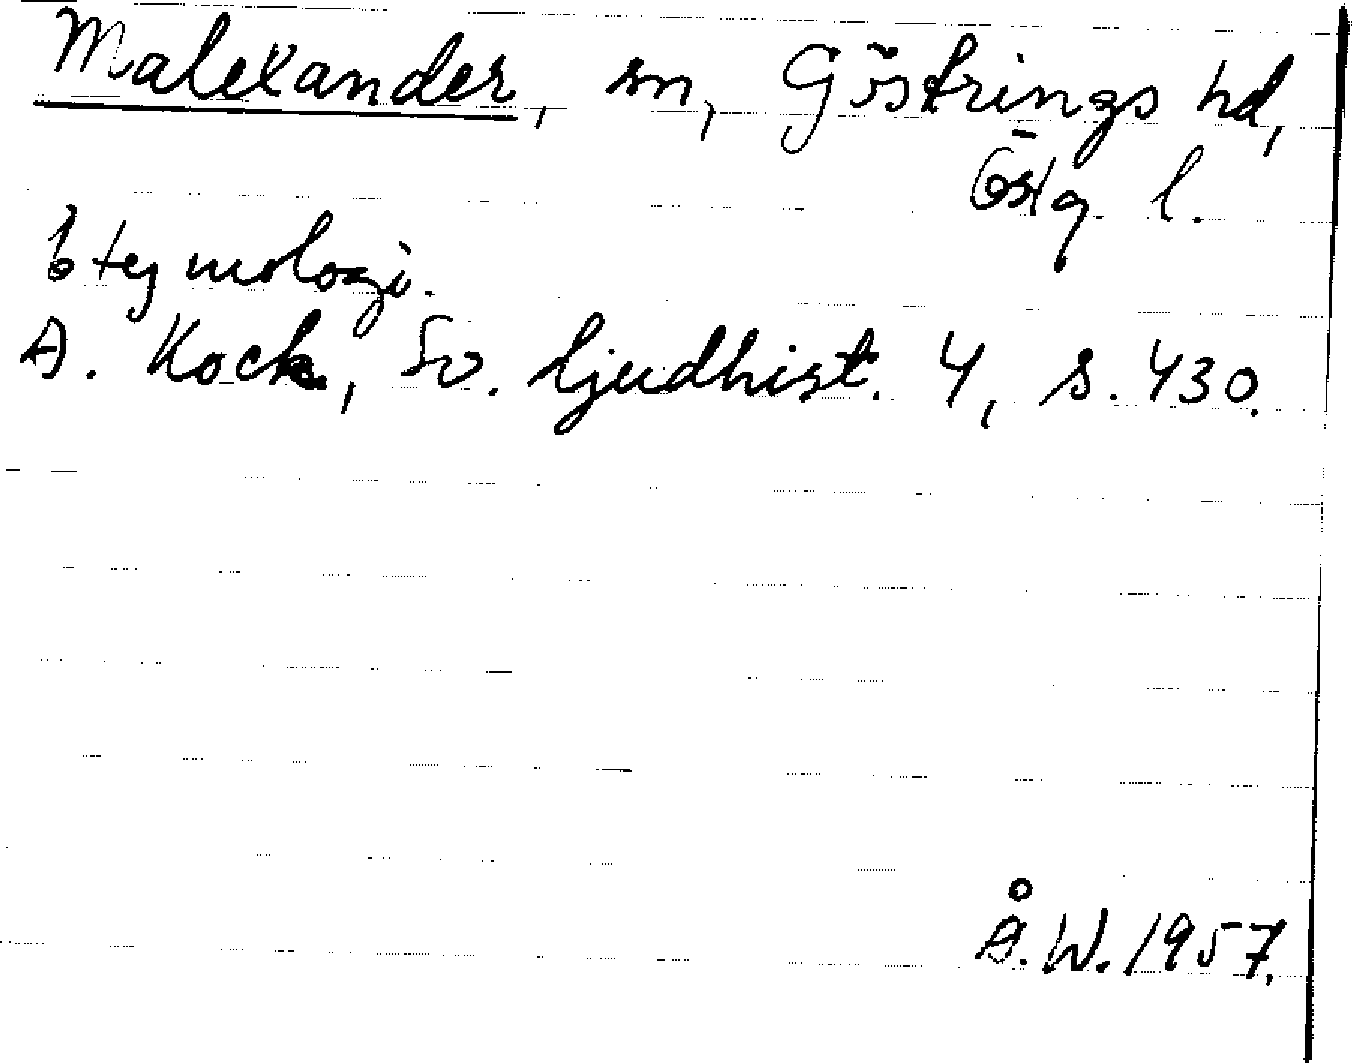 Malexander, sn, Göstrings hd,
Östg. l.
Etymologi.
A. Kock, Sv. ljudhist. 4, s. 430.
Å.W. 1957.